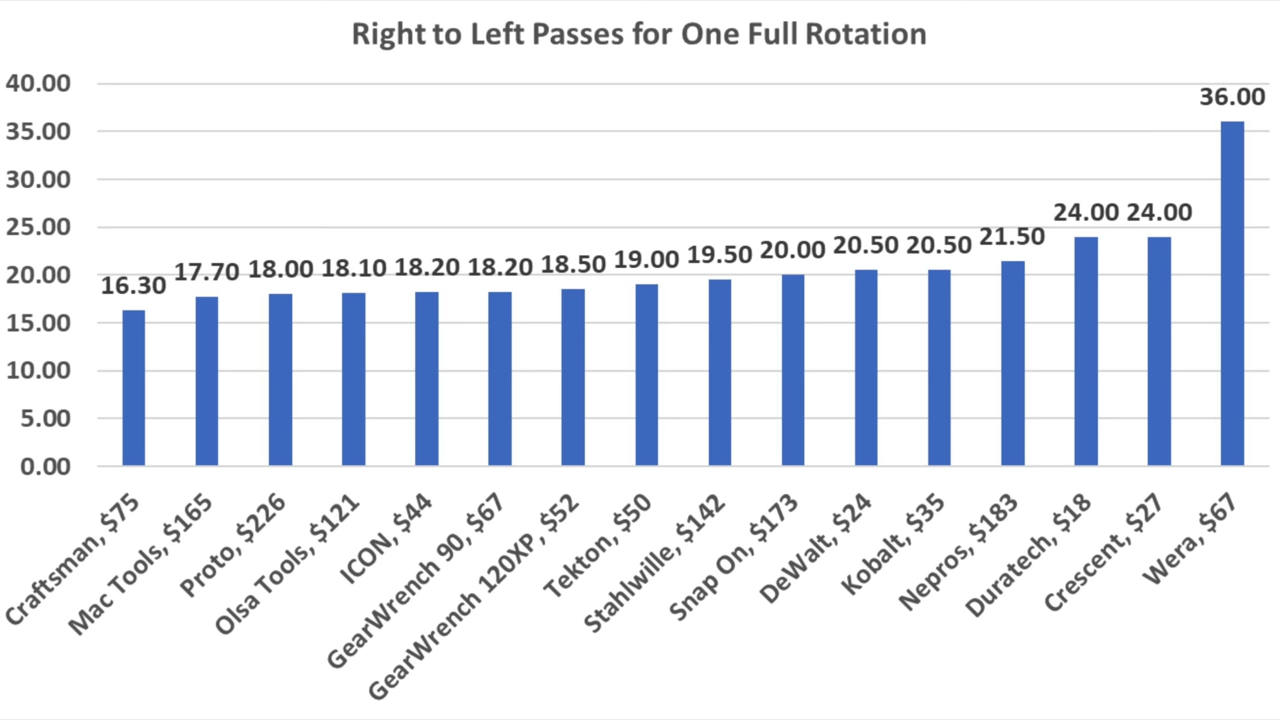 Right to Left Passes for One Full Rotation
40.00
35.00
30.00
25.00
20.00
15.00
10.00
5.00
0.00
16.30
17.70
18.00
18.10
18.20
18.20
18.50
19.00
19.50
20.00
20.50
20.50
21.50
24.00
24.00
36.00
Craftsman, $75
Mac Tools, $165
Proto, $226
Olsa Tools, $121
ICON, $44
GearWrench 90, $67
GearWrench 120XP, $52
Tekton, $50
Stahlwille, $142
Snap On, $173
DeWalt, $24
Kobalt, $35
Nepros, $183
Duratech, $18
Crescent, $27
Wera, $67